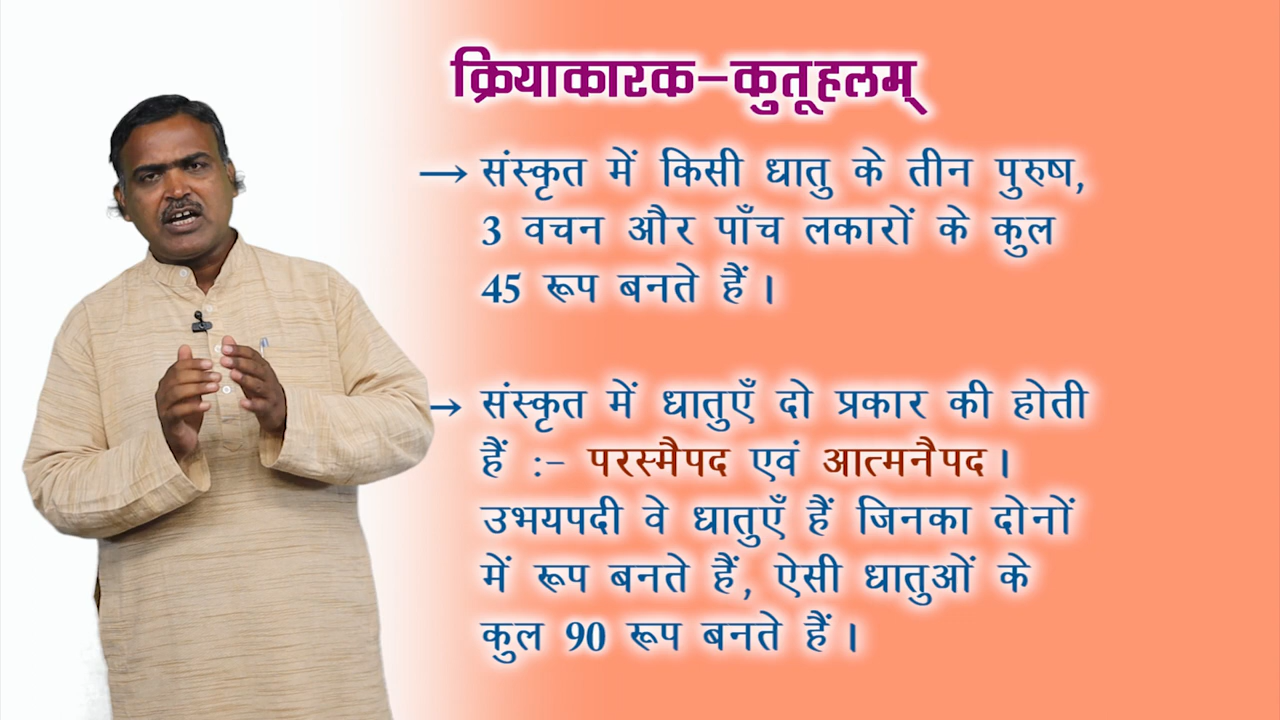 क्रियाकारक-कुतूहलम्
→ संस्कृत में किसी धातु के तीन पुरुष,
3 वचन और पाँच लकारों के कुल
45 रूप बनते हैं।
→ संस्कृत में धातुएँ दो प्रकार की होती
हैं :- परस्मैपद एवं आत्मनैपद।
उभयपदी वे धातुएँ हैं जिनका दोनों
में रूप बनते हैं, ऐसी धातुओं के
कुल 90 रूप बनते हैं।